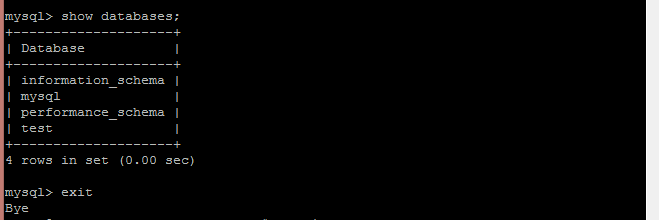 mysql> show databases;
+--------------------+
| Database           |
+--------------------+
| information_schema |
| mysql              |
| performance_schema |
| test               |
+--------------------+
4 rows in set (0.00 sec)
mysql> exit
Bye